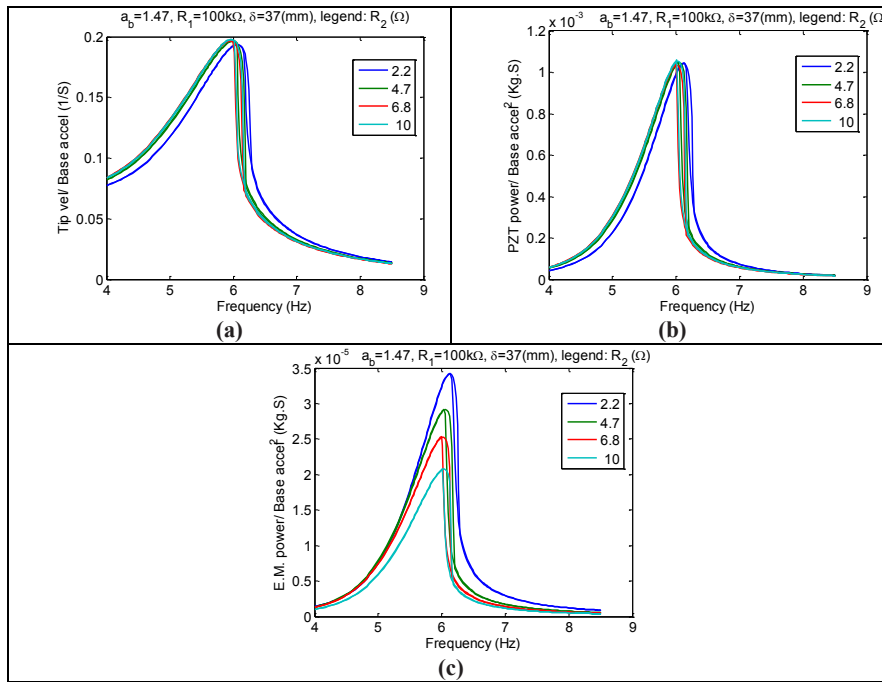 a_b=1.47, R_1=100kΩ, δ=37(mm), legend: R_2 (Ω)
0.2
0.15
0.1
0.05
0
Tip vel/ Base accel (1/S)
2.2
4.7
6.8
10
4 5 6 7 8 9
Frequency (Hz)
(a)
x 10^-3
a_b=1.47, R_1=100kΩ, δ=37(mm), legend: R_2 (Ω)
1.2
1
0.8
0.6
0.4
0.2
0
PZT power/ Base accel^2 (Kg.S)
2.2
4.7
6.8
10
4 5 6 7 8 9
Frequency (Hz)
(b)
x 10^-5
a_b=1.47, R_1=100kΩ, δ=37(mm), legend: R_2 (Ω)
3.5
3
2.5
2
1.5
1
0.5
0
E.M. power/ Base accel^2 (Kg.S)
2.2
4.7
6.8
10
4 5 6 7 8 9
Frequency (Hz)
(c)